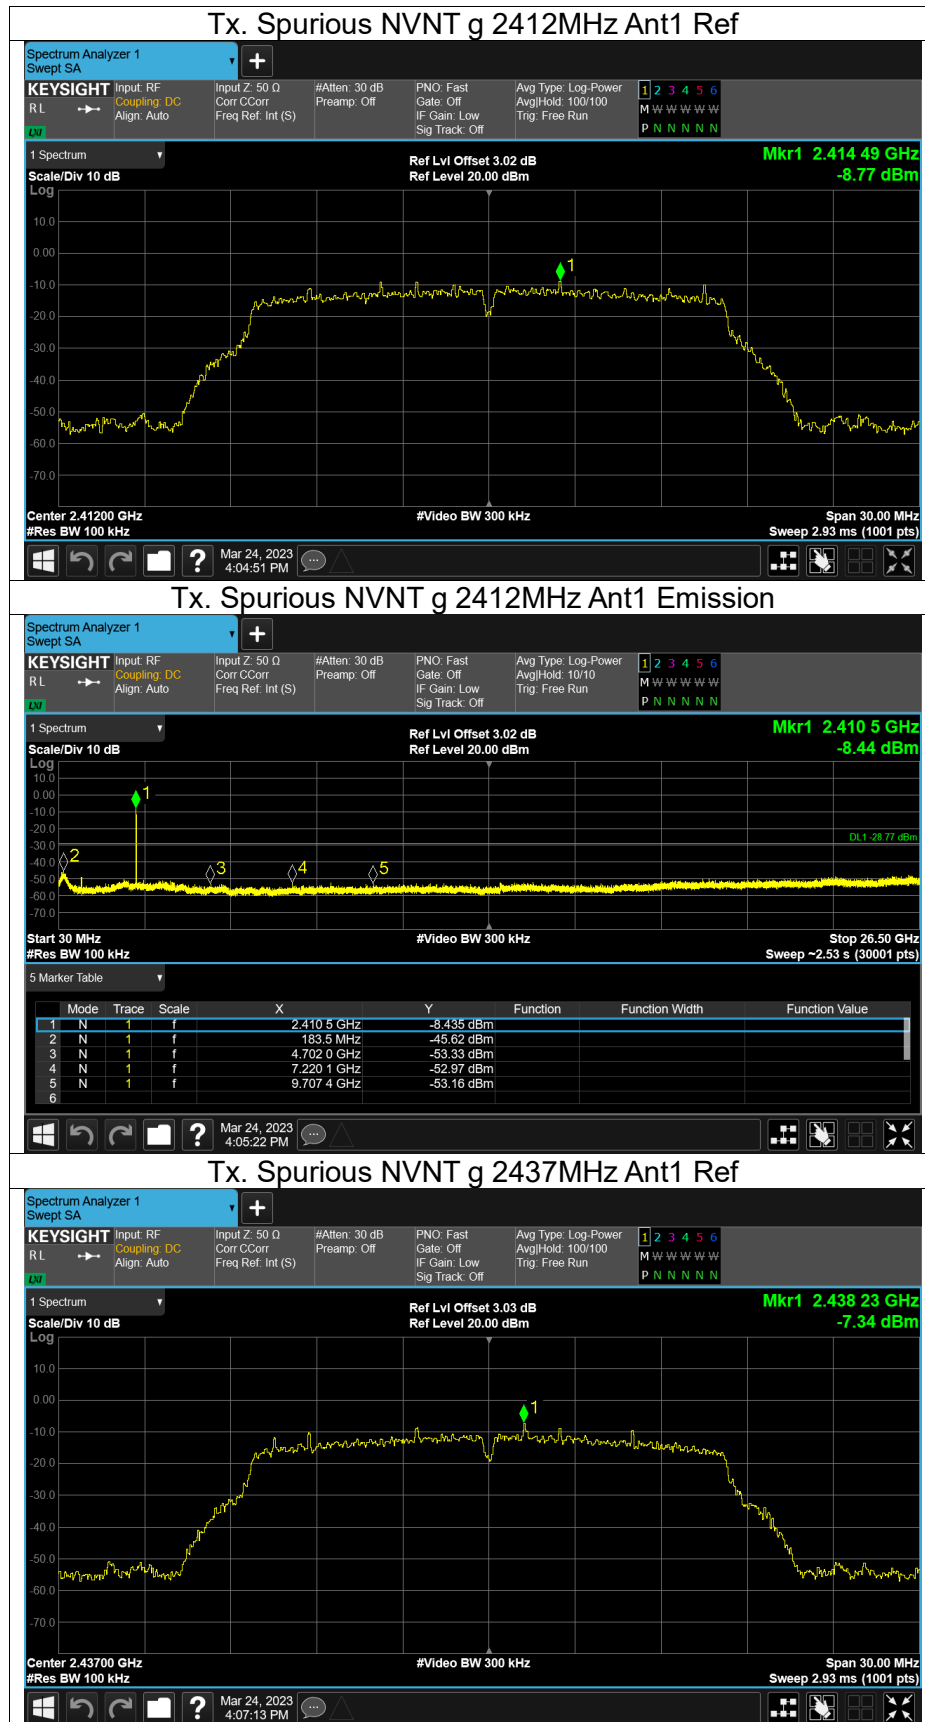 Tx. Spurious NVNT g 2412MHz Ant1 Ref
Spectrum Analyzer 1
Swept SA
KEYSIGHT Input: RF Input Z: 50 Ω #Atten: 30 dB PNO: Fast Avg Type: Log-Power 1 2 3 4 5 6
R L Coupling: DC Corr CCorr Preamp: Off Gate: Off Avg|Hold: 100/100 M W W W W W
Align: Auto Freq Ref: Int (S) IF Gain: Low Trig: Free Run
LXI Sig Track: Off P N N N N N
1 Spectrum Ref Lvl Offset 3.02 dB Mkr1 2.414 49 GHz
Scale/Div 10 dB Ref Level 20.00 dBm -8.77 dBm
Log
10.0
0.00
1
-10.0
-20.0
-30.0
-40.0
-50.0
-60.0
-70.0
Center 2.41200 GHz #Video BW 300 kHz Span 30.00 MHz
#Res BW 100 kHz Sweep 2.93 ms (1001 pts)
? Mar 24, 2023
4:04:51 PM
Tx. Spurious NVNT g 2412MHz Ant1 Emission
Spectrum Analyzer 1
Swept SA
KEYSIGHT Input: RF Input Z: 50 Ω #Atten: 30 dB PNO: Fast Avg Type: Log-Power 1 2 3 4 5 6
R L Coupling: DC Corr CCorr Preamp: Off Gate: Off Avg|Hold: 10/10 M W W W W W
Align: Auto Freq Ref: Int (S) IF Gain: Low Trig: Free Run
LXI Sig Track: Off P N N N N N
1 Spectrum Ref Lvl Offset 3.02 dB Mkr1 2.410 5 GHz
Scale/Div 10 dB Ref Level 20.00 dBm -8.44 dBm
Log
10.0
0.00 1
-10.0
-20.0
-30.0 DL1 -28.77 dBm
-40.0 2 3 4 5
-50.0
-60.0
-70.0
Start 30 MHz #Video BW 300 kHz Stop 26.50 GHz
#Res BW 100 kHz Sweep ~2.53 s (30001 pts)
5 Marker Table
Mode Trace Scale X Y Function Function Width Function Value
1 N 1 f 2.410 5 GHz -8.435 dBm
2 N 1 f 183.5 MHz -45.62 dBm
3 N 1 f 4.702 0 GHz -53.33 dBm
4 N 1 f 7.220 1 GHz -52.97 dBm
5 N 1 f 9.707 4 GHz -53.16 dBm
6
? Mar 24, 2023
4:05:22 PM
Tx. Spurious NVNT g 2437MHz Ant1 Ref
Spectrum Analyzer 1
Swept SA
KEYSIGHT Input: RF Input Z: 50 Ω #Atten: 30 dB PNO: Fast Avg Type: Log-Power 1 2 3 4 5 6
R L Coupling: DC Corr CCorr Preamp: Off Gate: Off Avg|Hold: 100/100 M W W W W W
Align: Auto Freq Ref: Int (S) IF Gain: Low Trig: Free Run
LXI Sig Track: Off P N N N N N
1 Spectrum Ref Lvl Offset 3.03 dB Mkr1 2.438 23 GHz
Scale/Div 10 dB Ref Level 20.00 dBm -7.34 dBm
Log
10.0
0.00
1
-10.0
-20.0
-30.0
-40.0
-50.0
-60.0
-70.0
Center 2.43700 GHz #Video BW 300 kHz Span 30.00 MHz
#Res BW 100 kHz Sweep 2.93 ms (1001 pts)
? Mar 24, 2023
4:07:13 PM